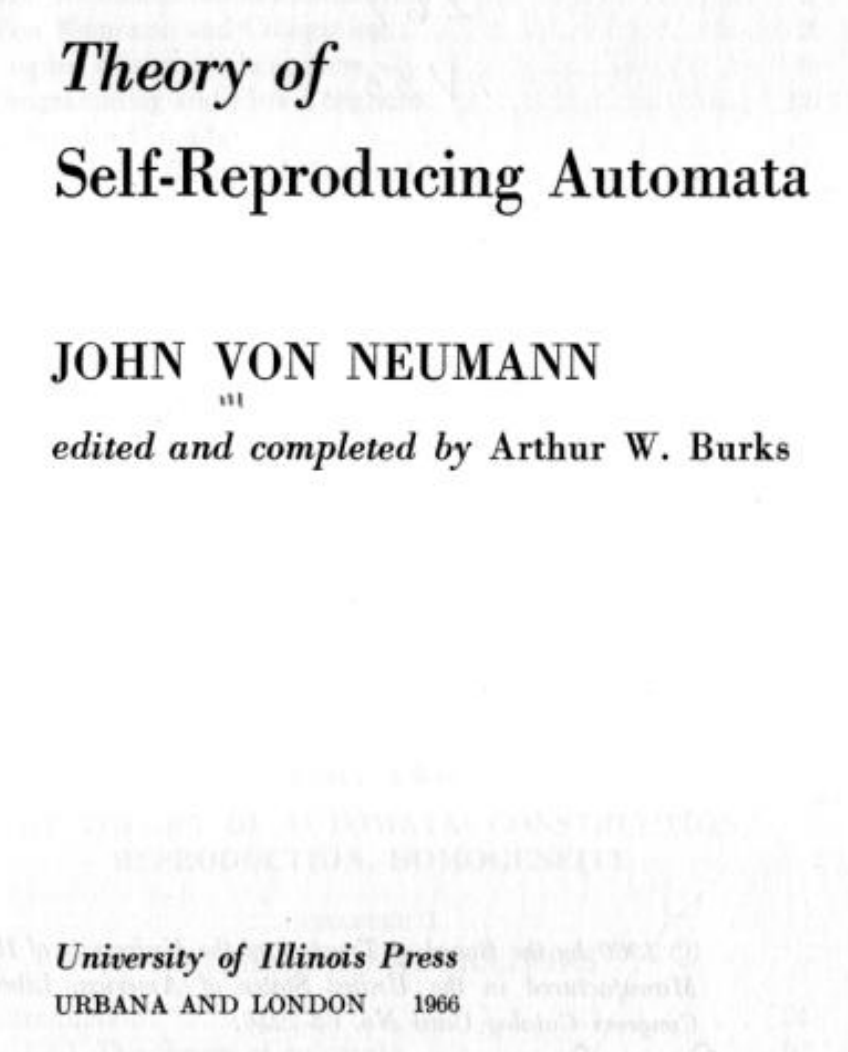 Theory of
Self-Reproducing Automata
JOHN VON NEUMANN
edited and completed by Arthur W. Burks
University of Illinois Press
URBANA AND LONDON 1966